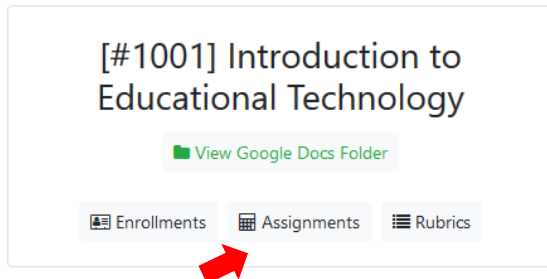 [#1001] Introduction to
Educational Technology
View Google Docs Folder
Enrollments Assignments Rubrics